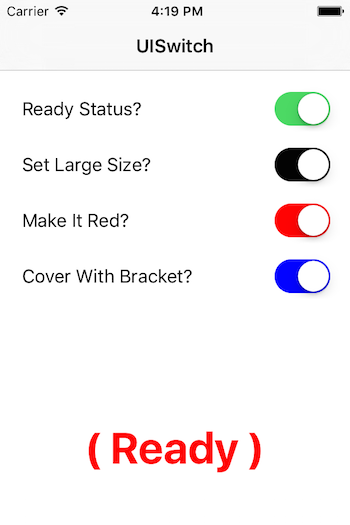 Carrier 4:19 PM
UISwitch
Ready Status?
Set Large Size?
Make It Red?
Cover With Bracket?
( Ready )